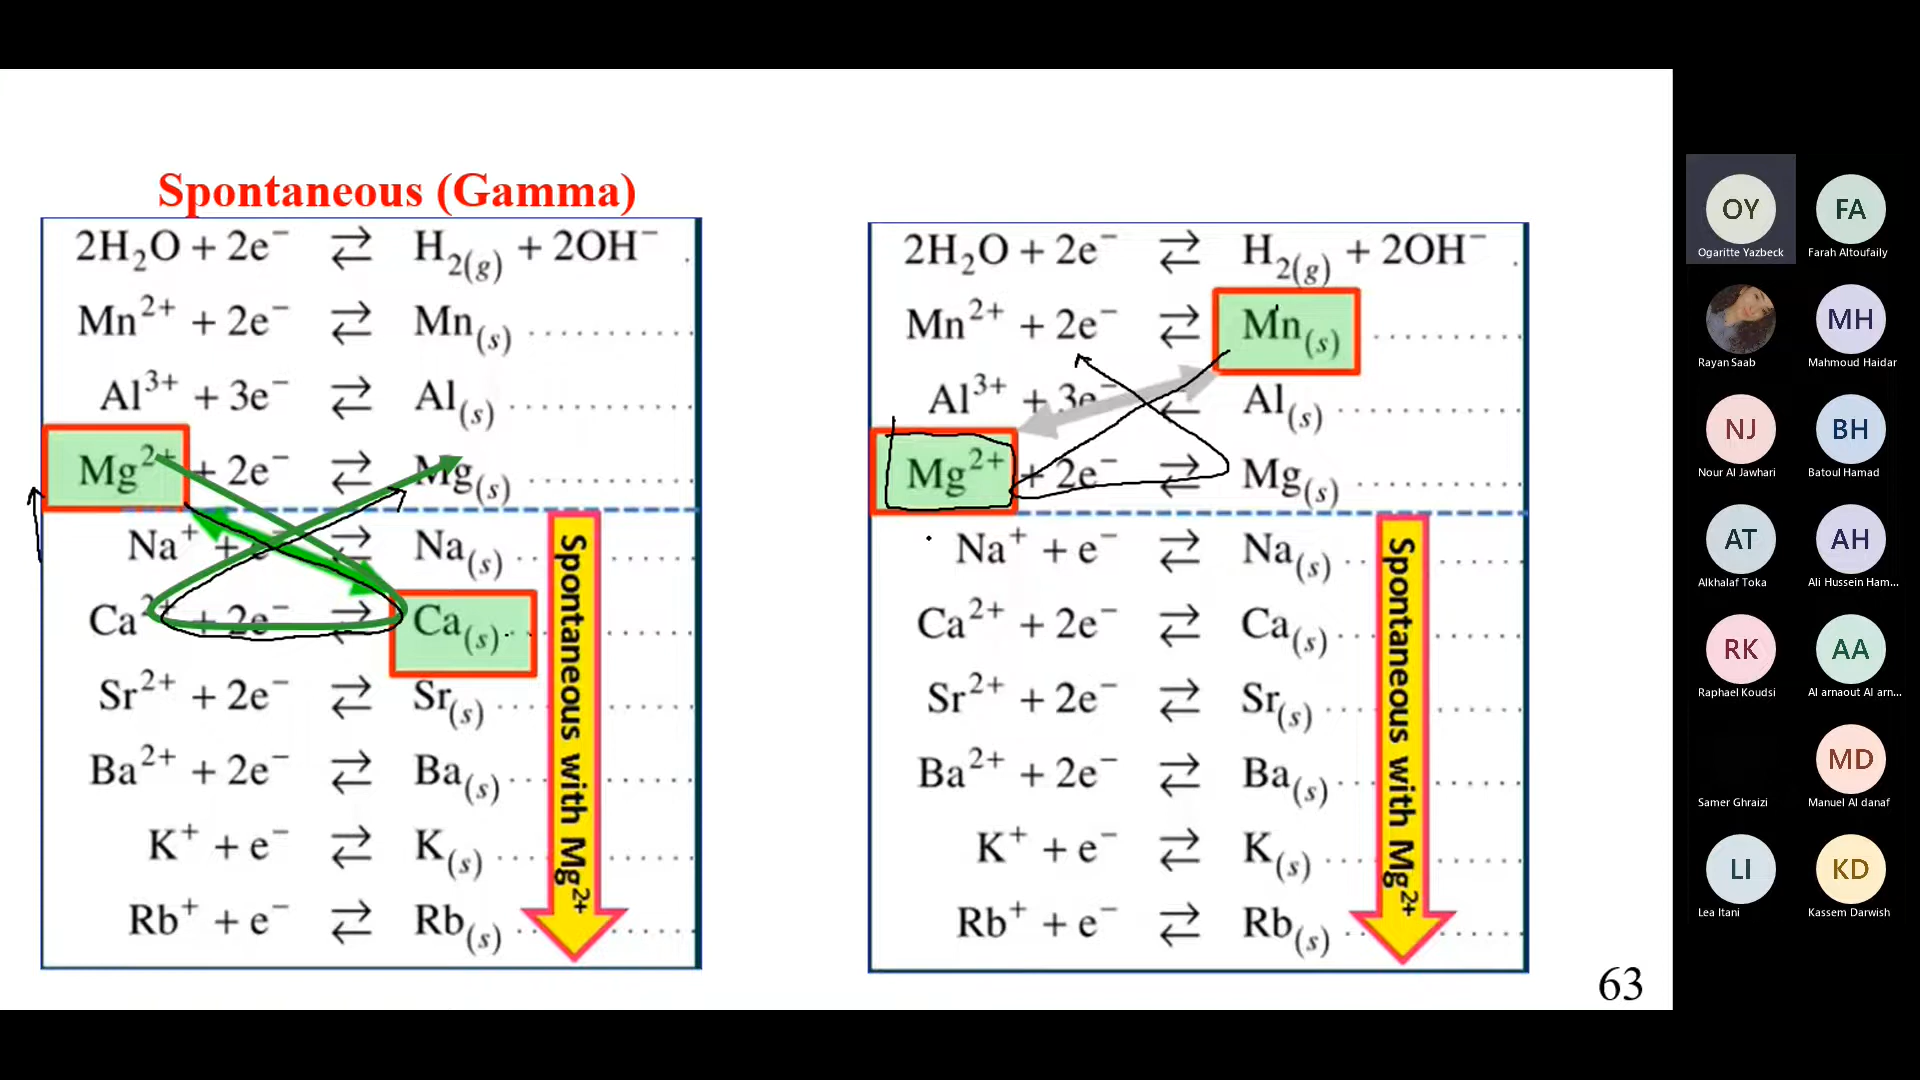 Spontaneous (Gamma)
2H₂O + 2e⁻ ⇄ H₂(g) + 2OH⁻ .
Mn²⁺ + 2e⁻ ⇄ Mn(s) ............
Al³⁺ + 3e⁻ ⇄ Al(s) ............
Mg²⁺ + 2e⁻ ⇄ Mg(s) ............
Na⁺ + e⁻ ⇄ Na(s) ............
Ca²⁺ + 2e⁻ ⇄ Ca(s) ............
Sr²⁺ + 2e⁻ ⇄ Sr(s) ............
Ba²⁺ + 2e⁻ ⇄ Ba(s) ............
K⁺ + e⁻ ⇄ K(s) ............
Rb⁺ + e⁻ ⇄ Rb(s) ............
Spontaneous with Mg²⁺
2H₂O + 2e⁻ ⇄ H₂(g) + 2OH⁻ .
Mn²⁺ + 2e⁻ ⇄ Mn(s) ............
Al³⁺ + 3e⁻ ⇄ Al(s) ............
Mg²⁺ + 2e⁻ ⇄ Mg(s) ............
Na⁺ + e⁻ ⇄ Na(s) ............
Ca²⁺ + 2e⁻ ⇄ Ca(s) ............
Sr²⁺ + 2e⁻ ⇄ Sr(s) ............
Ba²⁺ + 2e⁻ ⇄ Ba(s) ............
K⁺ + e⁻ ⇄ K(s) ............
Rb⁺ + e⁻ ⇄ Rb(s) ............
Spontaneous with Mg²⁺
63
OY
Ogaritte Yazbeck
FA
Farah Altoufaily
Rayan Saab
MH
Mahmoud Haidar
NJ
Nour Al Jawhari
BH
Batoul Hamad
AT
Alkhalaf Toka
AH
Ali Hussein Ham...
RK
Raphael Koudsi
AA
Al arnaout Al arn...
Samer Ghraizi
MD
Manuel Al danaf
LI
Lea Itani
KD
Kassem Darwish